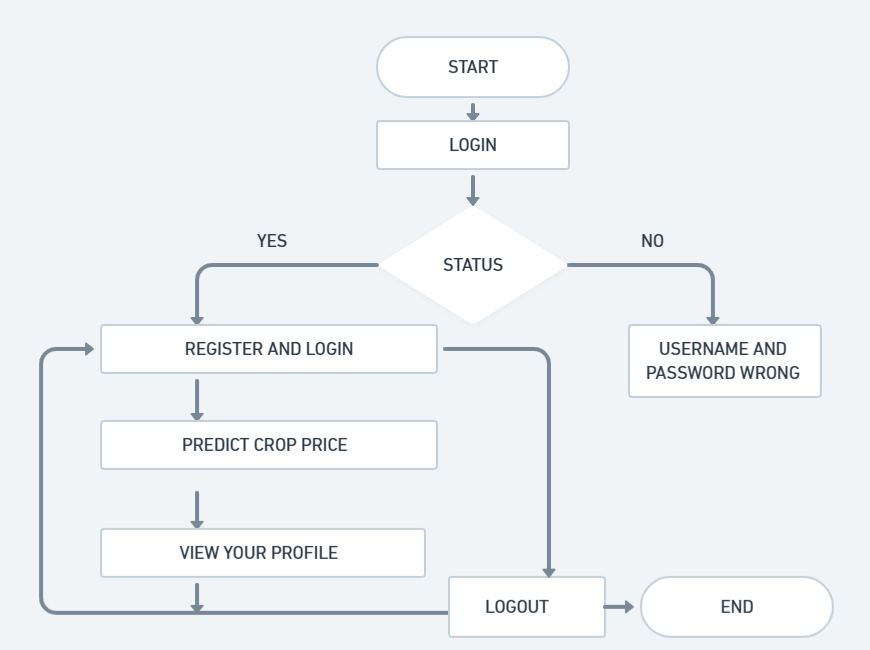 START
LOGIN
YES
NO
STATUS
REGISTER AND LOGIN
USERNAME AND
PASSWORD WRONG
PREDICT CROP PRICE
VIEW YOUR PROFILE
LOGOUT
END